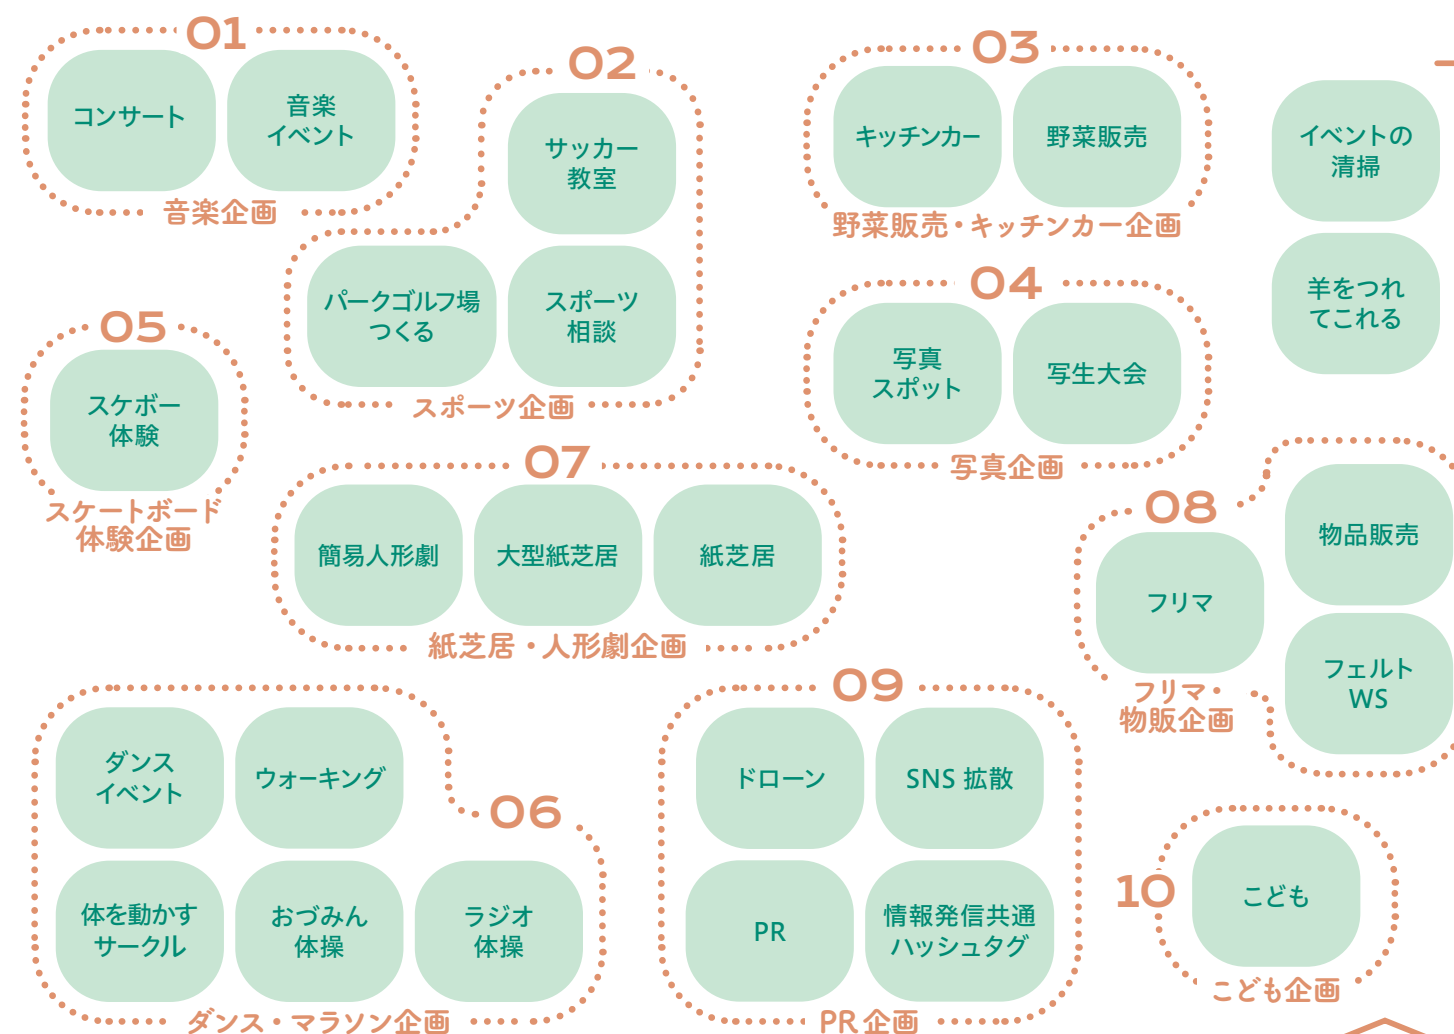 01
コンサート
音楽
イベント
音楽企画
02
サッカー
教室
パークゴルフ場
つくる
スポーツ
相談
スポーツ企画
03
キッチンカー
野菜販売
野菜販売・キッチンカー企画
イベントの
清掃
羊をつれ
てこれる
04
写真
スポット
写生大会
写真企画
05
スケボー
体験
スケートボード
体験企画
07
簡易人形劇
大型紙芝居
紙芝居
紙芝居・人形劇企画
08
フリマ
物品販売
フェルト
WS
フリマ・
物販企画
06
ダンス
イベント
ウォーキング
体を動かす
サークル
おづみん
体操
ラジオ
体操
ダンス・マラソン企画
09
ドローン
SNS 拡散
PR
情報発信共通
ハッシュタグ
PR企画
10
こども
こども企画